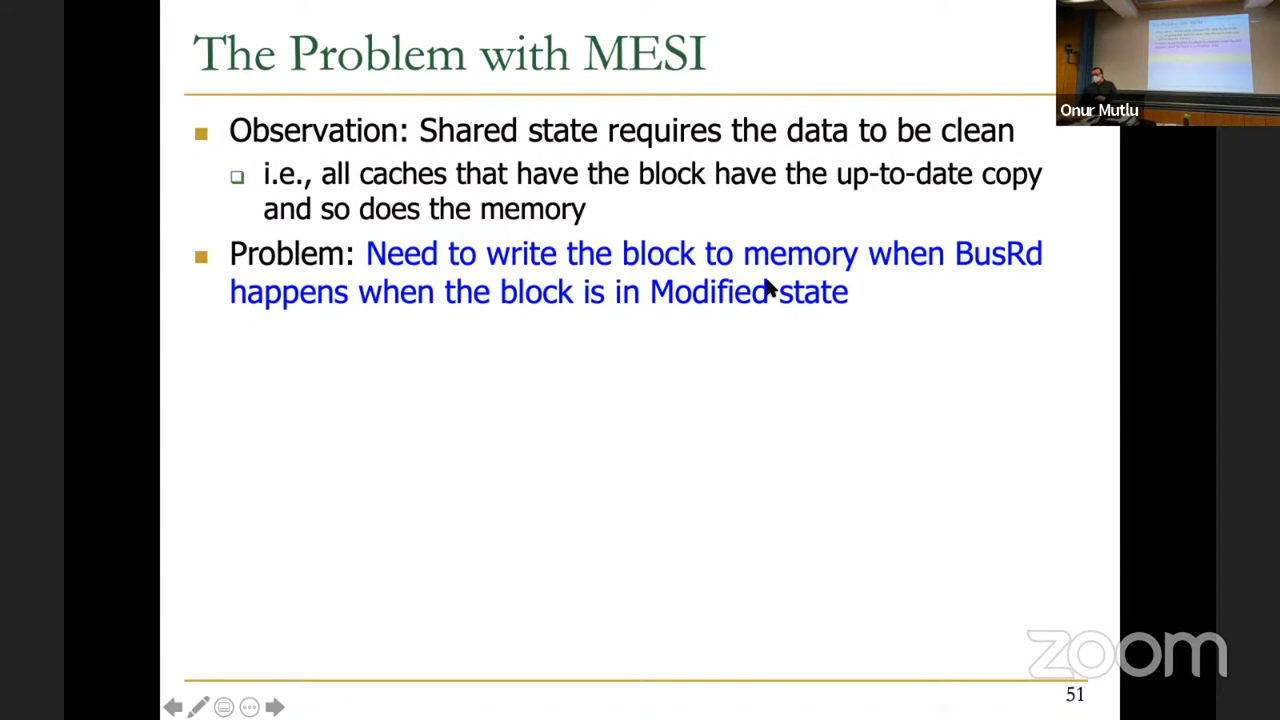 The Problem with MESI
Observation: Shared state requires the data to be clean
i.e., all caches that have the block have the up-to-date copy
and so does the memory
Problem: Need to write the block to memory when BusRd
happens when the block is in Modified state
Onur Mutlu
zoom
51